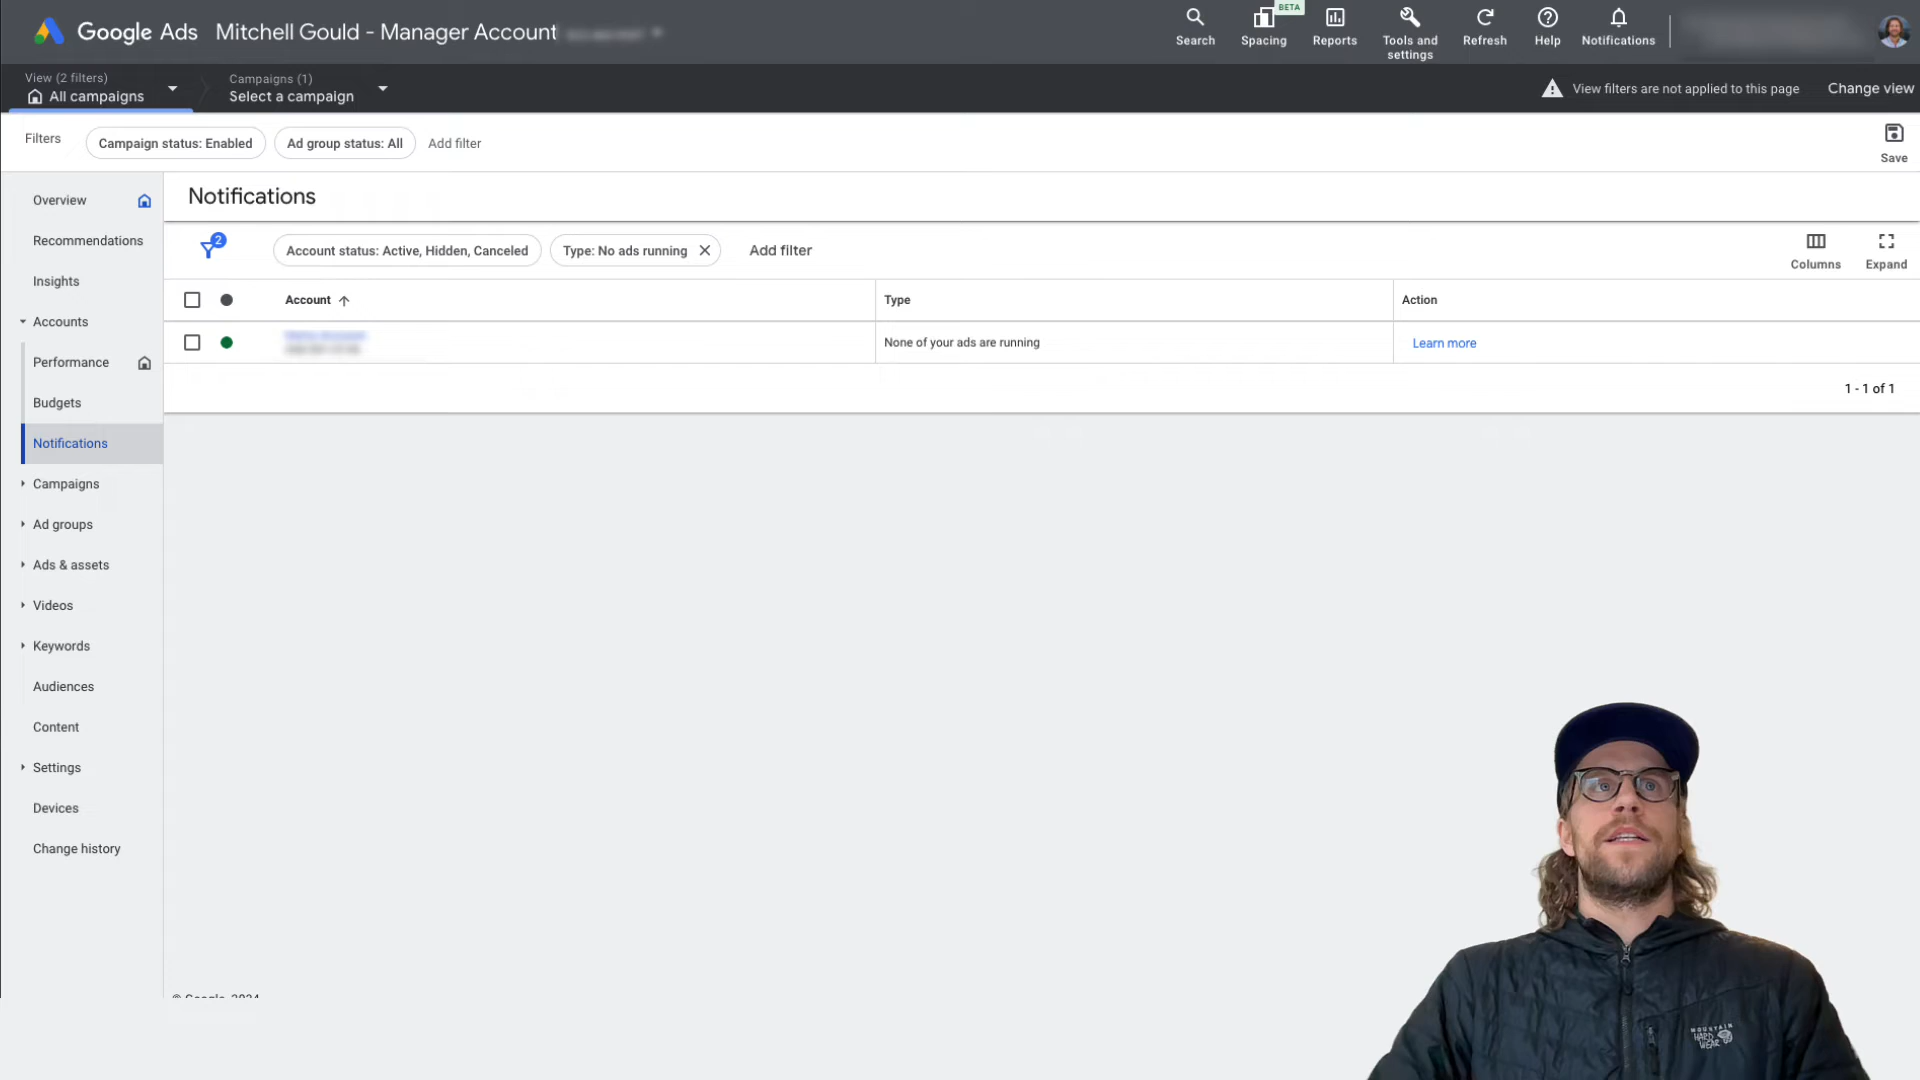 Google Ads
Mitchell Gould - Manager Account
Search
BETA
Spacing
Reports
Tools and
settings
Refresh
Help
Notifications
View (2 filters)
All campaigns
Campaigns (1)
Select a campaign
View filters are not applied to this page
Change view
Filters
Campaign status: Enabled
Ad group status: All
Add filter
Save
Overview
Recommendations
Insights
Accounts
Performance
Budgets
Notifications
Campaigns
Ad groups
Ads & assets
Videos
Keywords
Audiences
Content
Settings
Devices
Change history
Notifications
2
Account status: Active, Hidden, Canceled
Type: No ads running
Add filter
Columns
Expand
Account
Type
Action
None of your ads are running
Learn more
1 - 1 of 1
© Google, 2024
MOUNTAIN
HARD
WEAR